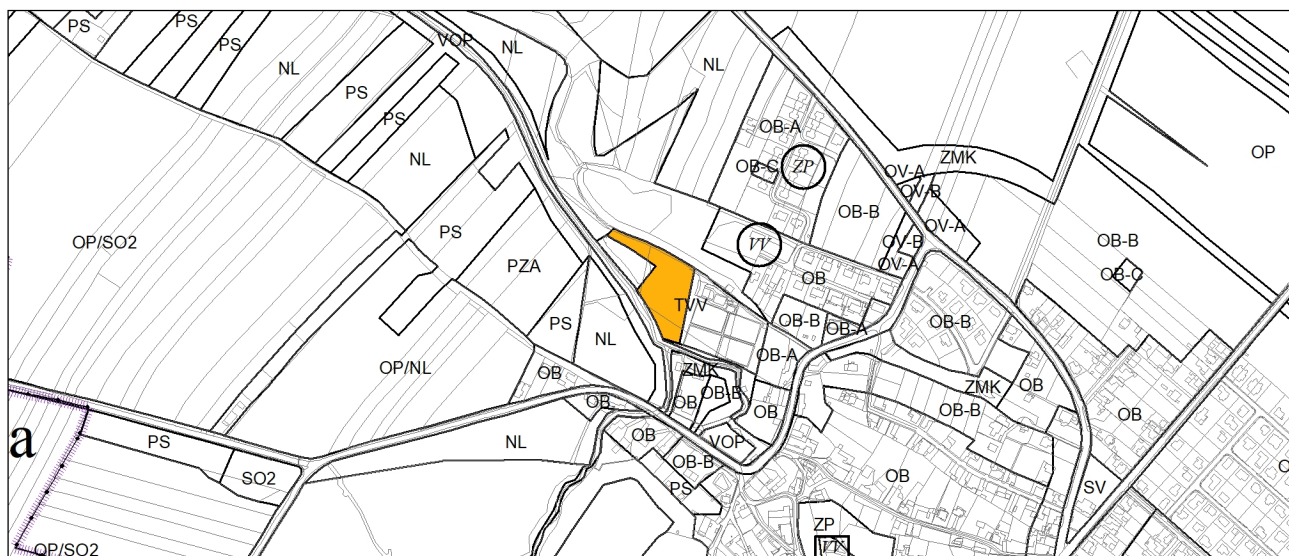 PS
PS
PS
VOP
NL
NL
NL
PS
PS
OB-A
NL
ZMK
OP
OB-C
ZP
OV-A
OV-B
OB-B
OV-A
PS
OP/SO2
VV
OV-B
OB-B
PZA
OV-A
OB-C
OB
TVV
OB-B
OB-A
OB-B
PS
NL
OP/NL
OB
OB-A
ZMK
ZMK
OB
OB-B
OB
OB
OB
OB-B
OB
a
PS
NL
OB
VOP
OB-B
OB
O
SO2
PS
SV
ZP
VV
OP/SO2